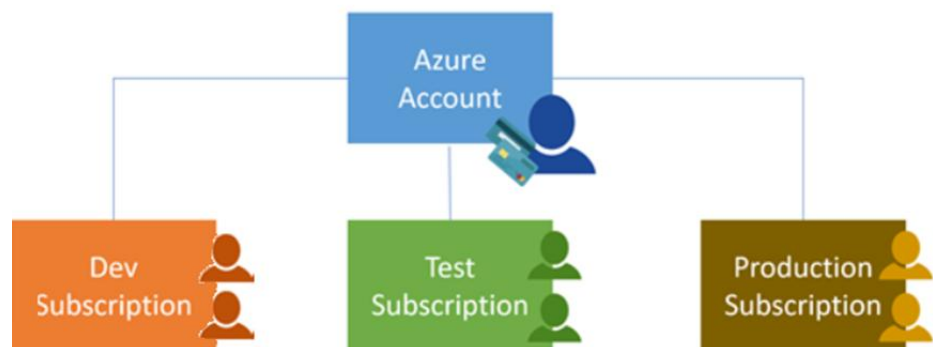 Azure
Account
Dev
Subscription
Test
Subscription
Production
Subscription